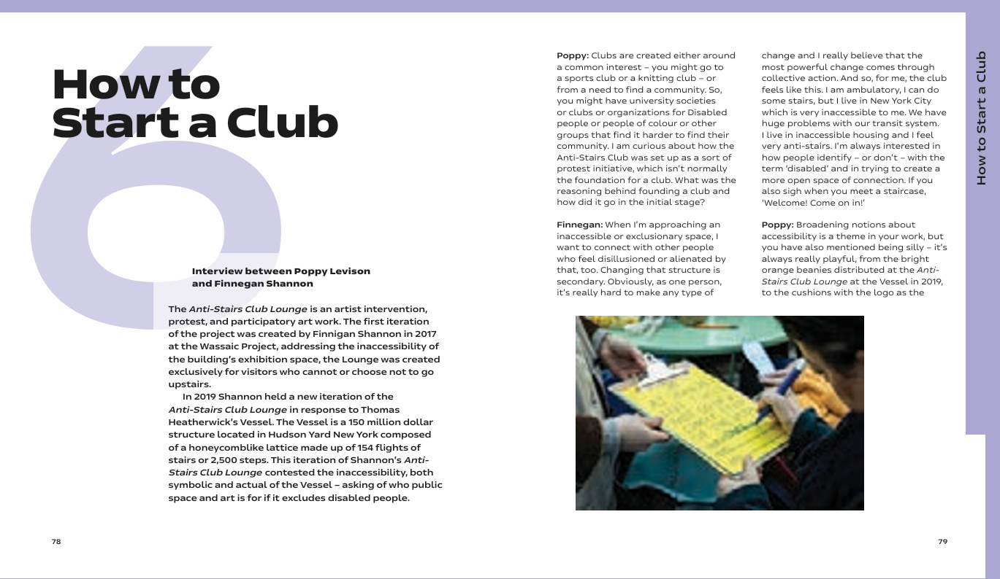 6
How to
Start a Club
Interview between Poppy Levison
and Finnegan Shannon
The Anti-Stairs Club Lounge is an artist intervention,
protest, and participatory art work. The first iteration
of the project was created by Finnigan Shannon in 2017
at the Wassaic Project, addressing the inaccessibility of
the building's exhibition space, the Lounge was created
exclusively for visitors who cannot or choose not to go
upstairs.
In 2019 Shannon held a new iteration of the
Anti-Stairs Club Lounge in response to Thomas
Heatherwick's Vessel. The Vessel is a 150 million dollar
structure located in Hudson Yard New York composed
of a honeycomblike lattice made up of 154 flights of
stairs or 2,500 steps. This iteration of Shannon's Anti-
Stairs Club Lounge contested the inaccessibility, both
symbolic and actual of the Vessel – asking of who public
space and art is for if it excludes disabled people.
78
Poppy: Clubs are created either around
a common interest – you might go to
a sports club or a knitting club – or
from a need to find a community. So,
you might have university societies
or clubs or organizations for Disabled
people or people of colour or other
groups that find it harder to find their
community. I am curious about how the
Anti-Stairs Club was set up as a sort of
protest initiative, which isn't normally
the foundation for a club. What was the
reasoning behind founding a club and
how did it go in the initial stage?
Finnegan: When I'm approaching an
inaccessible or exclusionary space, I
want to connect with other people
who feel disillusioned or alienated by
that, too. Changing that structure is
secondary. Obviously, as one person,
it's really hard to make any type of
change and I really believe that the
most powerful change comes through
collective action. And so, for me, the club
feels like this. I am ambulatory, I can do
some stairs, but I live in New York City
which is very inaccessible to me. We have
huge problems with our transit system.
I live in inaccessible housing and I feel
very anti-stairs. I'm always interested in
how people identify – or don't – with the
term 'disabled' and in trying to create a
more open space of connection. If you
also sigh when you meet a staircase,
'Welcome! Come on in!'
Poppy: Broadening notions about
accessibility is a theme in your work, but
you have also mentioned being silly – it's
always really playful, from the bright
orange beanies distributed at the Anti-
Stairs Club Lounge at the Vessel in 2019,
to the cushions with the logo as the
79
How to Start a Club